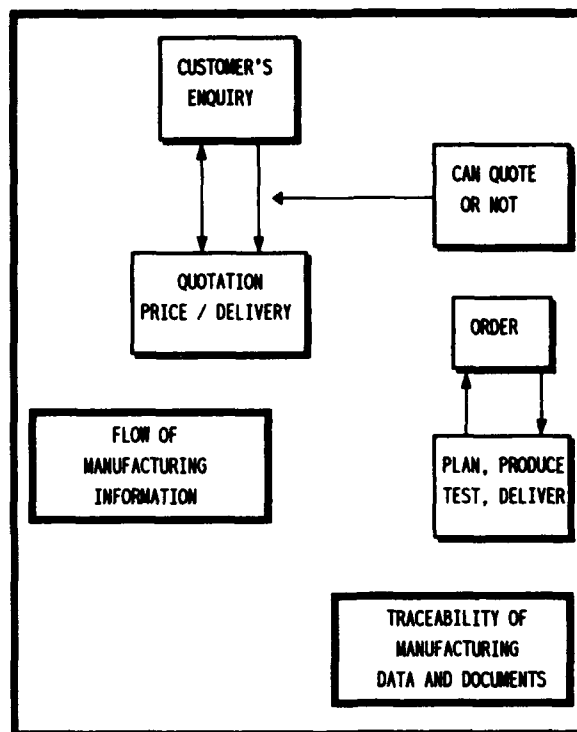 CUSTOMER'S
ENQUIRY
CAN QUOTE
OR NOT
QUOTATION
PRICE / DELIVERY
ORDER
FLOW OF
MANUFACTURING
INFORMATION
PLAN, PRODUCE
TEST, DELIVER
TRACEABILITY OF
MANUFACTURING
DATA AND DOCUMENTS